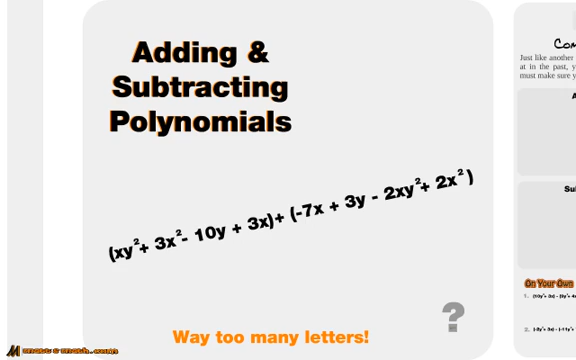 Adding &
Subtracting
Polynomials
(xy²+ 3x²- 10y + 3x)+ (-7x + 3y - 2xy²+ 2x²)
?
Way too many letters!
Just like another
at in the past, y
must make sure y
On Your Own